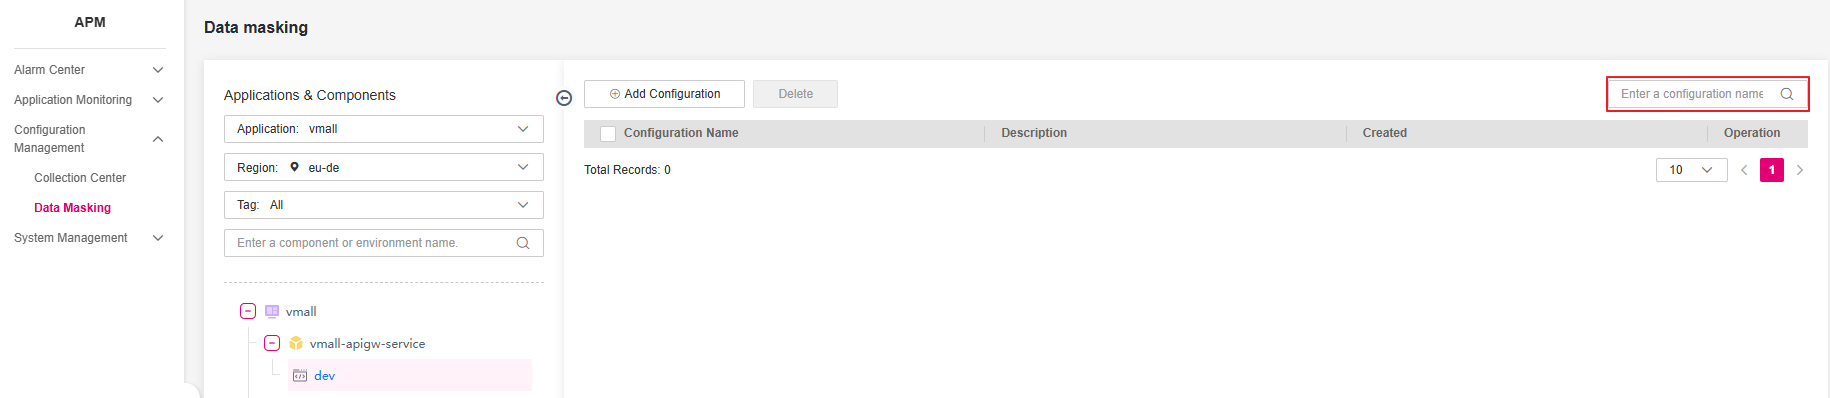 APM
Alarm Center
Application Monitoring
Configuration
Management
Collection Center
Data Masking
System Management
Data masking
Applications & Components
Application: vmall
Region: eu-de
Tag: All
Enter a component or environment name.
vmall
vmall-apigw-service
dev
Add Configuration Delete
Enter a configuration name
Configuration Name Description Created Operation
Total Records: 0
10 1